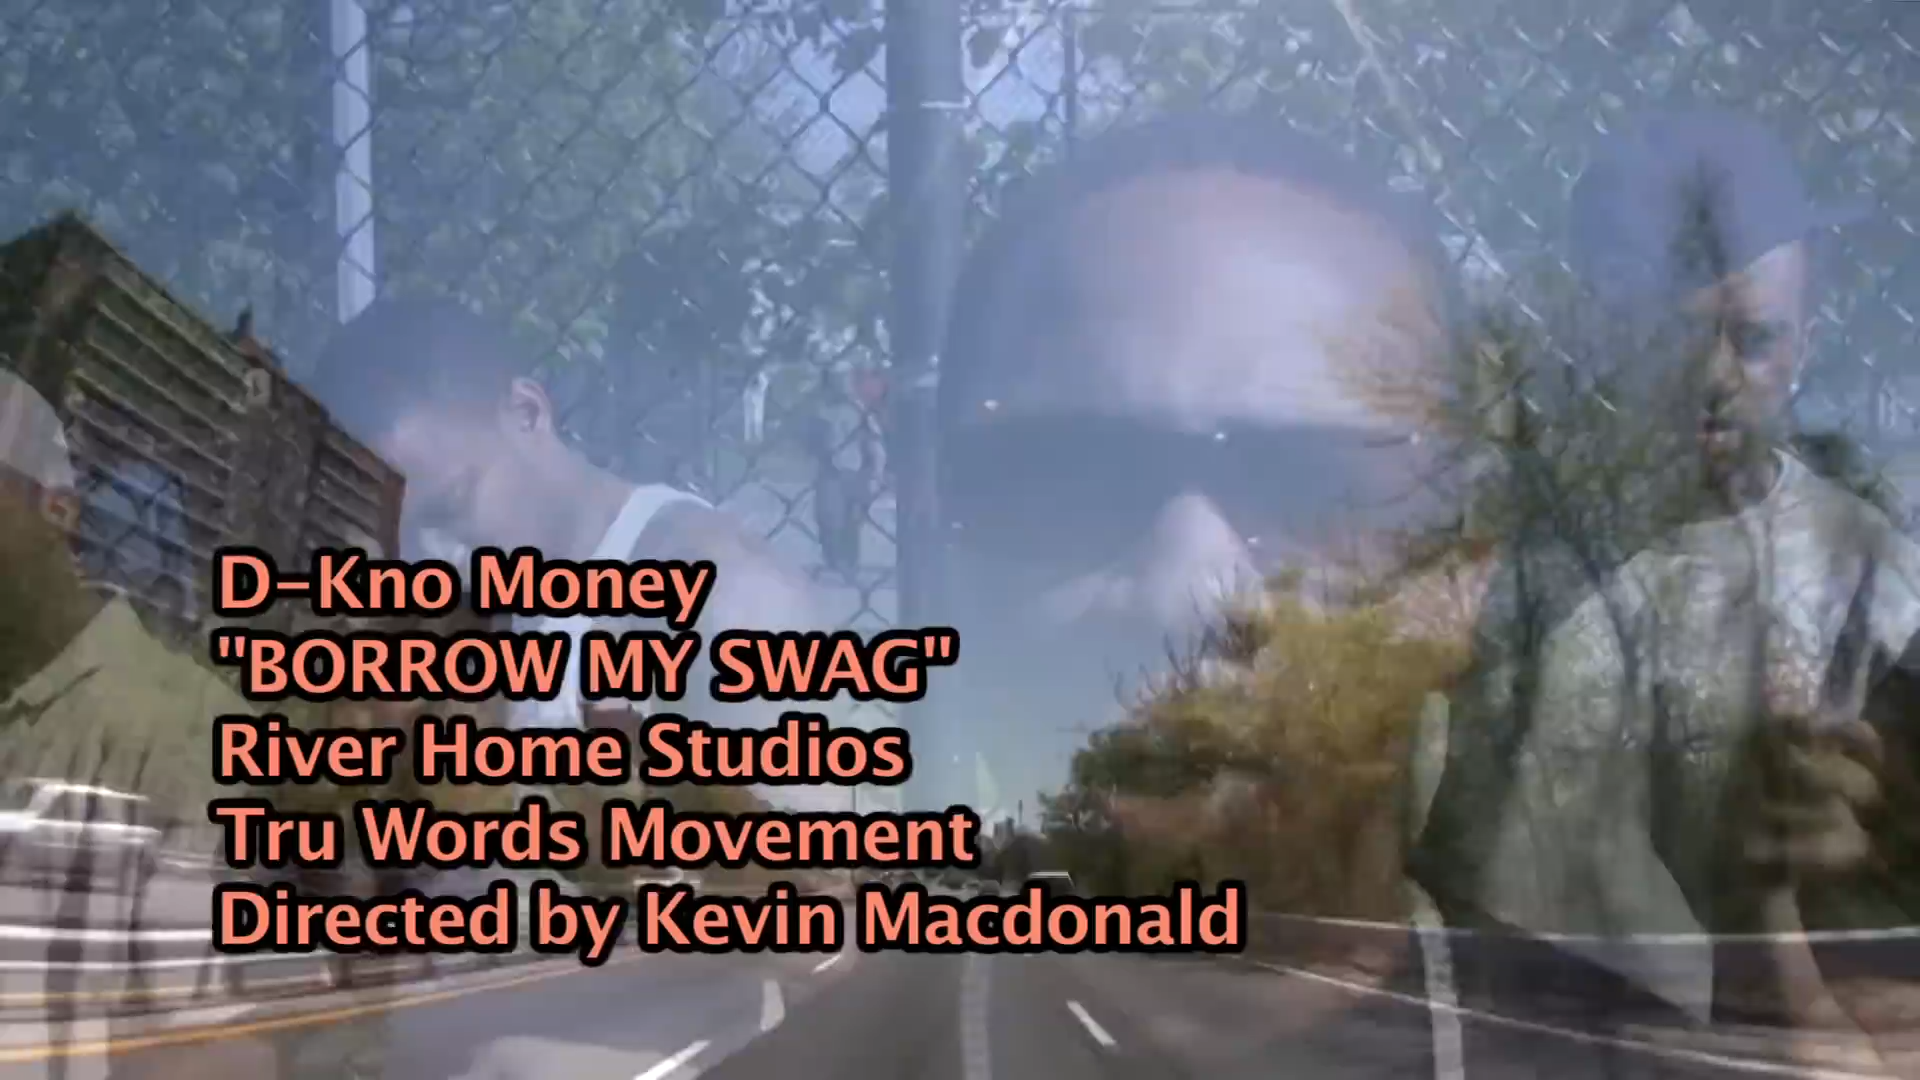 D-Kno Money
"BORROW MY SWAG"
River Home Studios
Tru Words Movement
Directed by Kevin Macdonald